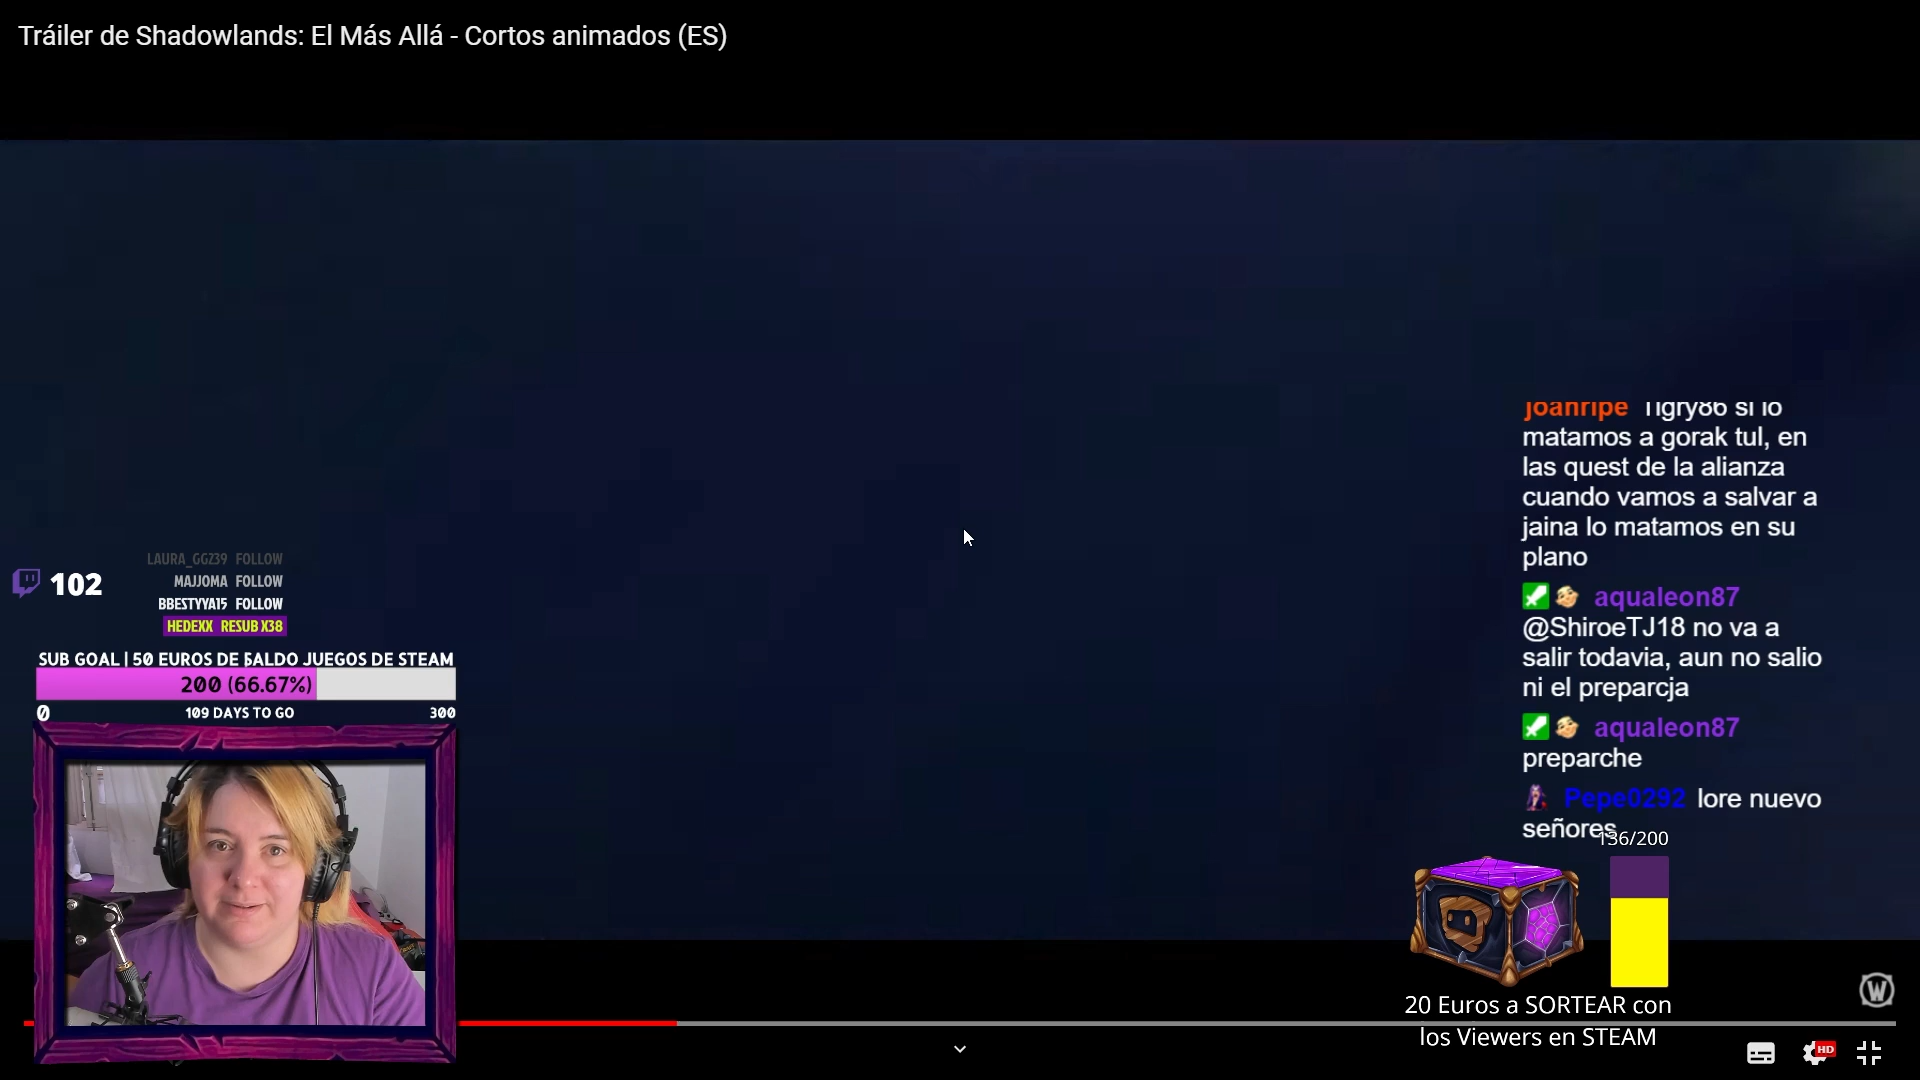 Tráiler de Shadowlands: El Más Allá - Cortos animados (ES)
joanripe Tigry86 si lo
matamos a gorak tul, en
las quest de la alianza
cuando vamos a salvar a
jaina lo matamos en su
plano
aqualeon87
@ShiroeTJ18 no va a
salir todavia, aun no salio
ni el preparcja
aqualeon87
preparche
Pepe0292 lore nuevo
señores
LAURA_GGZ39 FOLLOW
MAJJOMA FOLLOW
BBESTYYA15 FOLLOW
HEDEXX RESUB X38
102
SUB GOAL | 50 EUROS DE SALDO JUEGOS DE STEAM
200 (66.67%)
0 109 DAYS TO GO 300
136/200
20 Euros a SORTEAR con
los Viewers en STEAM
W
HD